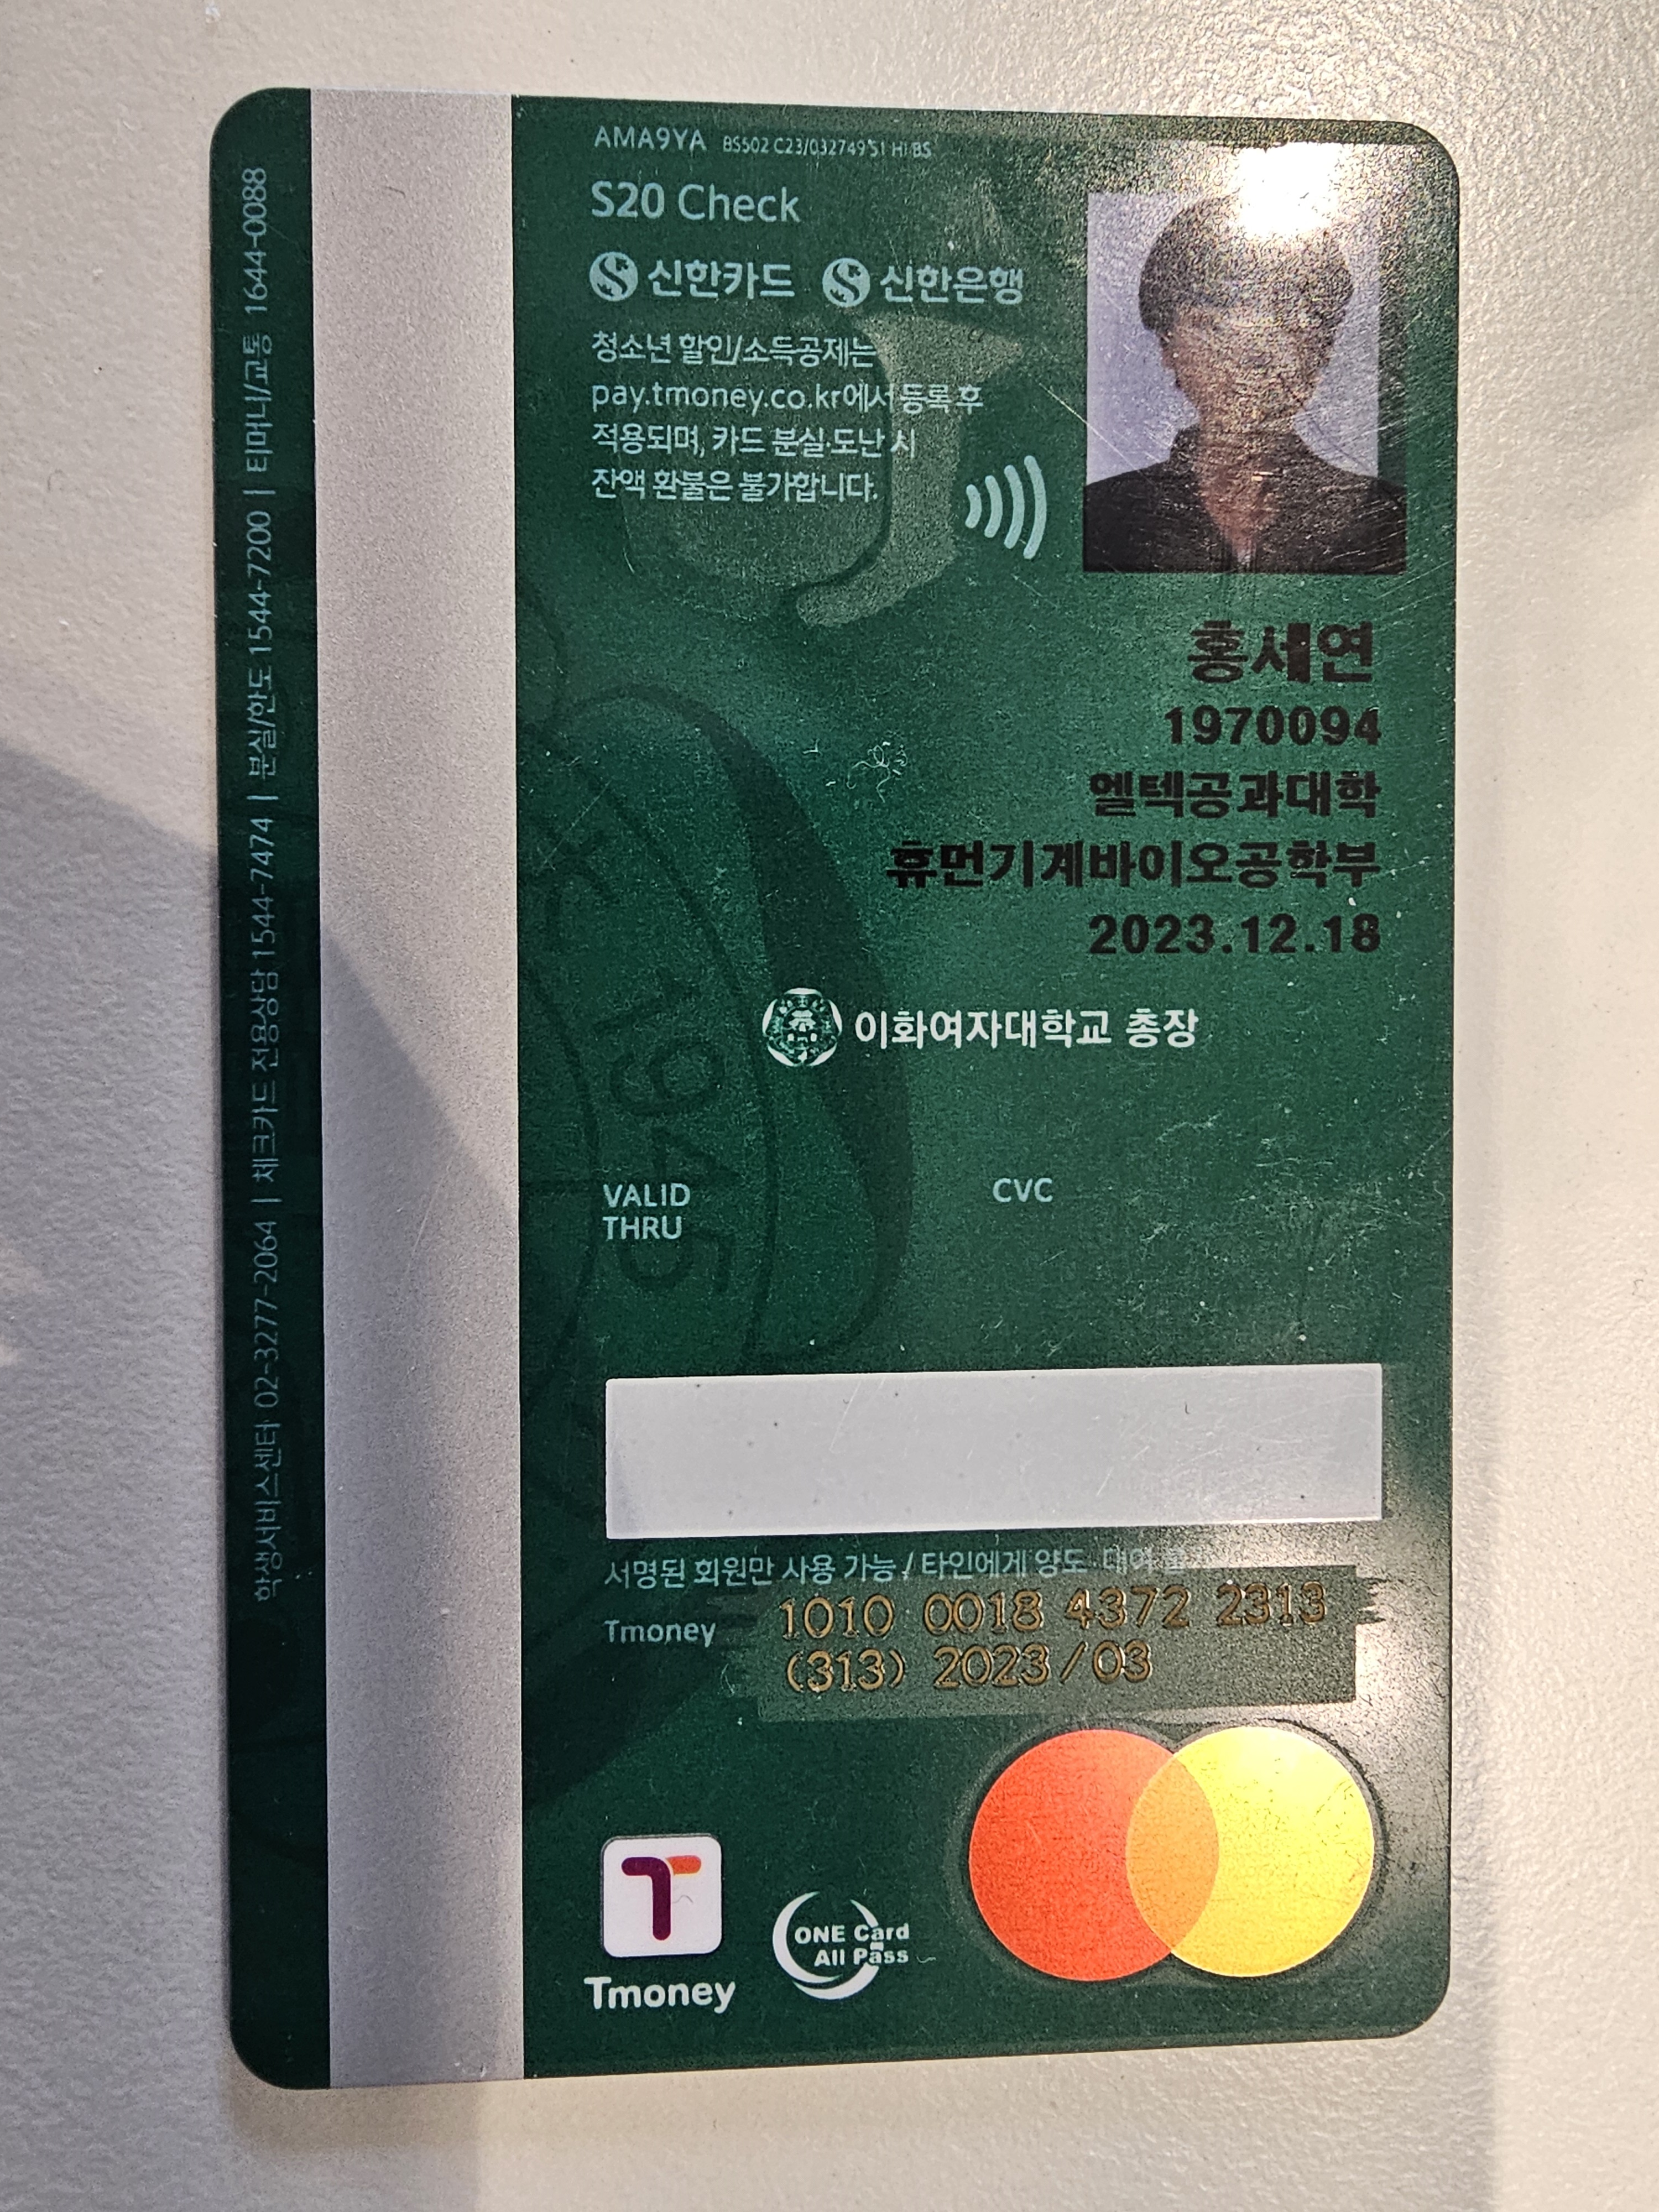 AMA9YA BS502 C23/03274951 HI BS
S20 Check
신한카드 신한은행
청소년 할인/소득공제는
pay.tmoney.co.kr에서 등록 후
적용되며, 카드 분실·도난 시
잔액 환불은 불가합니다.
홍세연
1970094
엘텍공과대학
휴먼기계바이오공학부
2023.12.18
이화여자대학교 총장
VALID
THRU
CVC
서명된 회원만 사용 가능 / 타인에게 양도 대여
Tmoney
1010 0018 4372 2313
(313) 2023/03
Tmoney
ONE Card
All Pass
학생서비스센터 02-3277-2064 | 체크카드 전용상담 1544-7474 | 분실/한도 1544-7200 | 티머니/교통 1644-0088
1945